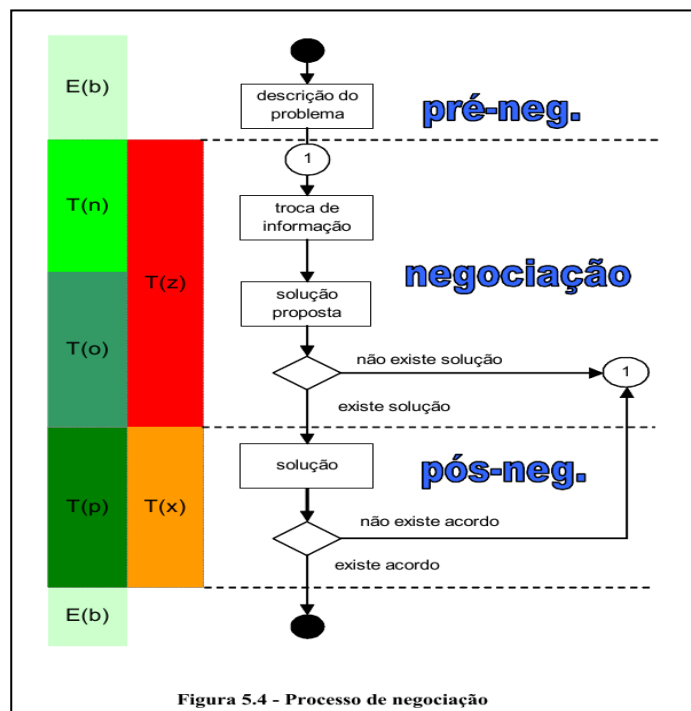 E(b)
descrição do
problema
pré-neg.
1
T(n)
troca de
informação
negociação
T(z)
solução
proposta
T(o)
não existe solução
1
existe solução
solução
pós-neg.
T(p)
T(x)
não existe acordo
existe acordo
E(b)
Figura 5.4 - Processo de negociação